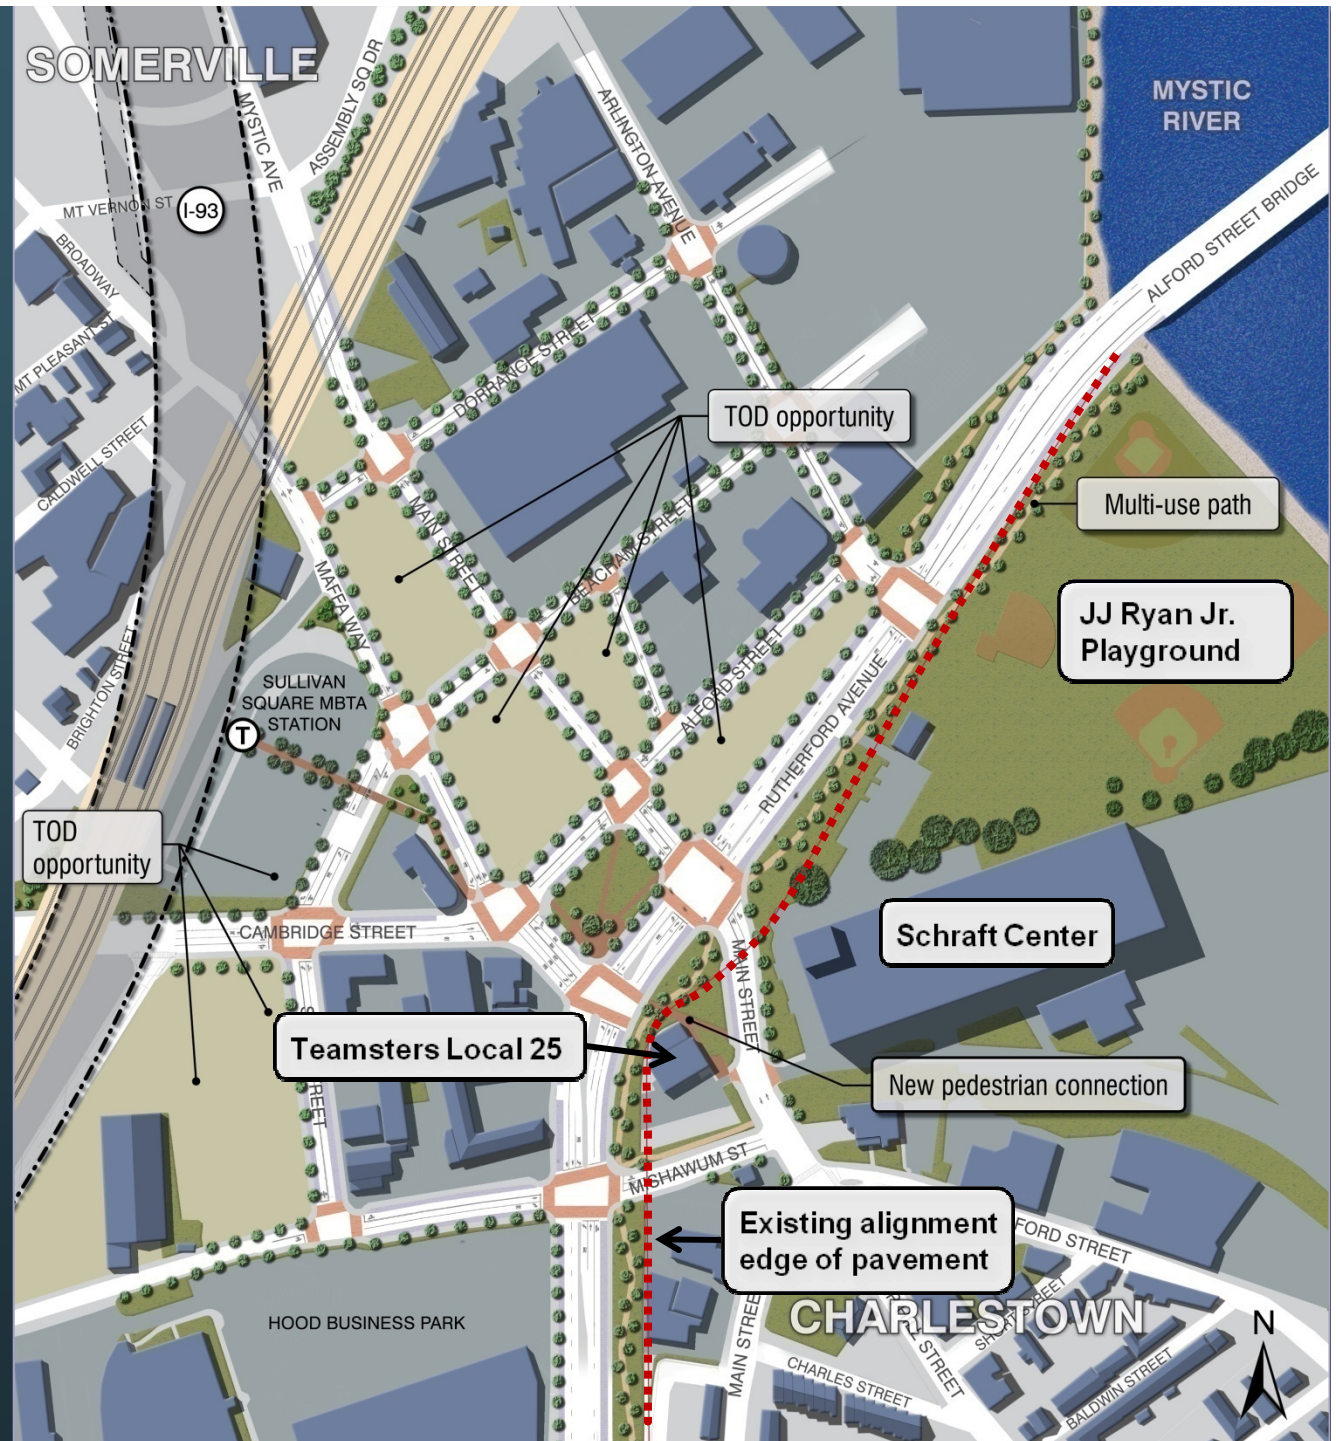 SOMERVILLE
MYSTIC AVE
ASSEMBLY SQ DR
ARLINGTON AVENUE
MYSTIC
RIVER
ALFORD STREET BRIDGE
MT VERNON ST
I-93
BROADWAY
MT PLEASANT ST
CALDWELL STREET
DORRANCE STREET
TOD opportunity
MAIN STREET
BEACHAM STREET
Multi-use path
MAFFA WAY
JJ Ryan Jr.
Playground
BRIGHTON STREET
SULLIVAN
SQUARE MBTA
STATION
T
ALFORD STREET
RUTHERFORD AVENUE
TOD
opportunity
CAMBRIDGE STREET
MAIN STREET
Schraft Center
Teamsters Local 25
New pedestrian connection
MISHAWUM ST
Existing alignment
edge of pavement
FORD STREET
CHARLESTOWN
HOOD BUSINESS PARK
MAIN STREE
SHORT STREET
STREET
CHARLES STREET
BALDWIN STREET
N